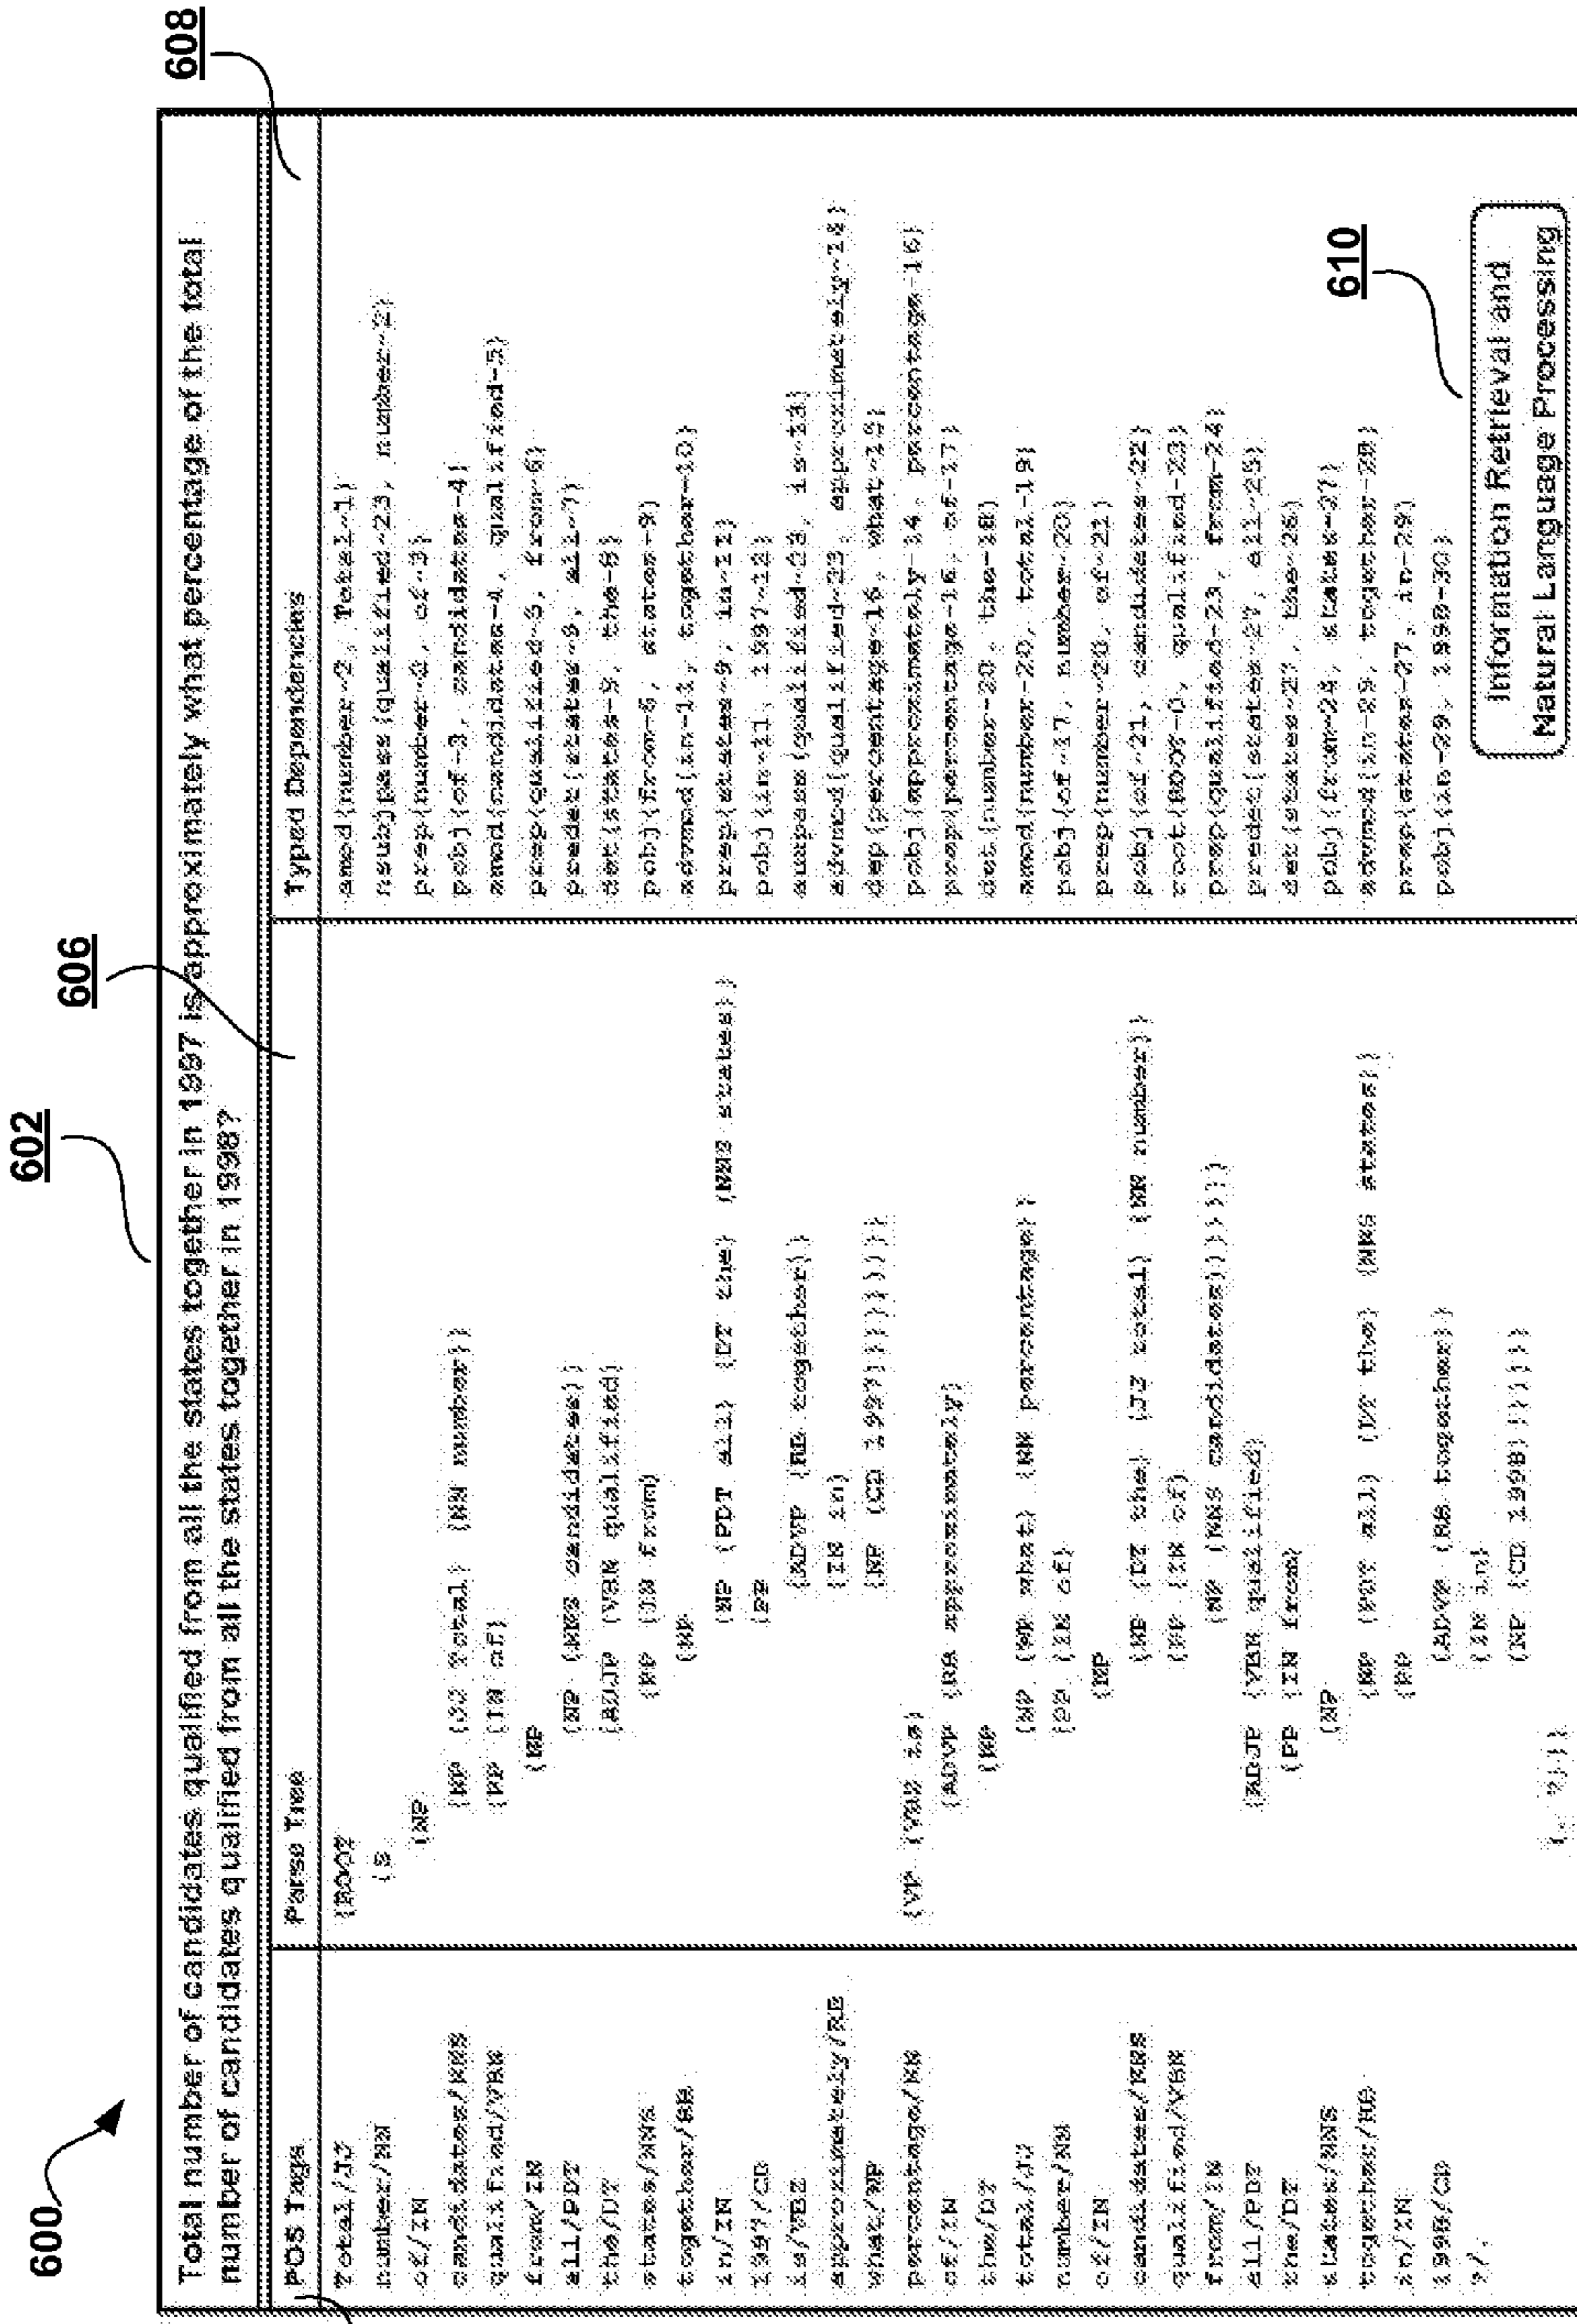 600
602
606
608
Total number of candidates qualified from all the states together in 1997 is approximately what percentage of the total
number of candidates qualified from all the states together in 1998?
POS Tags
Parse Tree
Typed Dependencies
Total/JJ
number/NN
of/IN
candidates/NNS
qualified/VBN
from/IN
all/PDT
the/DT
states/NNS
together/RB
in/IN
1997/CD
is/VBZ
approximately/RB
what/WP
percentage/NN
of/IN
the/DT
total/JJ
number/NN
of/IN
candidates/NNS
qualified/VBN
from/IN
all/PDT
the/DT
states/NNS
together/RB
in/IN
1998/CD
?/.
(ROOT
(S
(NP
(NP (JJ Total) (NN number))
(PP (IN of)
(NP
(NP (NNS candidates))
(ADJP (VBN qualified)
(PP (IN from)
(NP
(NP (PDT all) (DT the) (NNS states))
(PP
(ADVP (RB together))
(IN in)
(NP (CD 1997)))))))))
(VP (VBZ is)
(ADVP (RB approximately)
(NP
(NP (WP what) (NN percentage))
(PP (IN of)
(NP
(NP (DT the) (JJ total) (NN number))
(PP (IN of)
(NP (NNS candidates))))))
(ADJP (VBN qualified)
(PP (IN from)
(NP
(NP (PDT all) (DT the) (NNS states))
(PP
(ADVP (RB together))
(IN in)
(NP (CD 1998)))))))
(. ?)))
amod(number-2, Total-1)
nsubjpass(qualified-23, number-2)
prep(number-2, of-3)
pobj(of-3, candidates-4)
amod(candidates-4, qualified-5)
prep(qualified-5, from-6)
predet(states-9, all-7)
det(states-9, the-8)
pobj(from-6, states-9)
advmod(in-11, together-10)
prep(states-9, in-11)
pobj(in-11, 1997-12)
auxpass(qualified-23, is-13)
advmod(qualified-23, approximately-14)
dep(percentage-16, what-15)
pobj(approximately-14, percentage-16)
prep(percentage-16, of-17)
det(number-20, the-18)
amod(number-20, total-19)
pobj(of-17, number-20)
prep(number-20, of-21)
pobj(of-21, candidates-22)
root(ROOT-0, qualified-23)
prep(qualified-23, from-24)
predet(states-27, all-25)
det(states-27, the-26)
pobj(from-24, states-27)
advmod(in-29, together-28)
prep(states-27, in-29)
pobj(in-29, 1998-30)
610
Information Retrieval and
Natural Language Processing